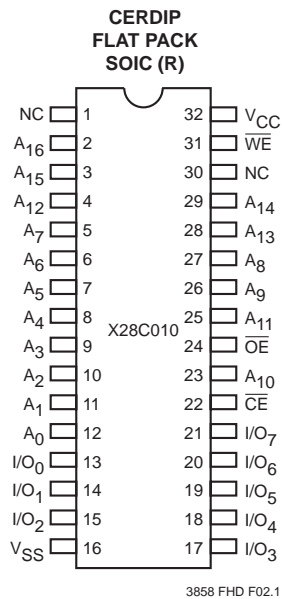 CERDIP
FLAT PACK
SOIC (R)
NC 1 32 VCC
A16 2 31 W̅E̅
A15 3 30 NC
A12 4 29 A14
A7 5 28 A13
A6 6 27 A8
A5 7 26 A9
A4 8 25 A11
X28C010
A3 9 24 O̅E̅
A2 10 23 A10
A1 11 22 C̅E̅
A0 12 21 I/O7
I/O0 13 20 I/O6
I/O1 14 19 I/O5
I/O2 15 18 I/O4
VSS 16 17 I/O3
3858 FHD F02.1